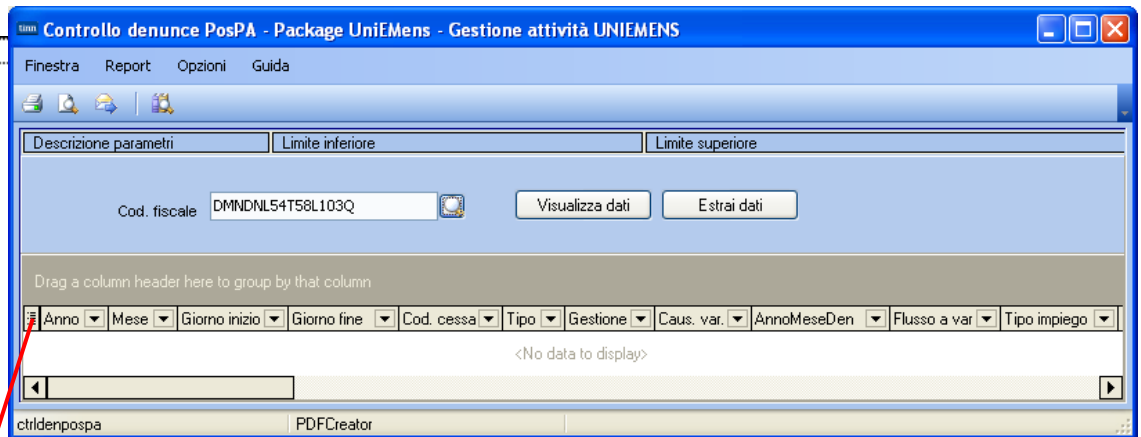 tinn Controllo denunce PosPA - Package UniEMens - Gestione attività UNIEMENS
Finestra Report Opzioni Guida
Descrizione parametri Limite inferiore Limite superiore
Cod. fiscale DMNDNL54T58L103Q Visualizza dati Estrai dati
Drag a column header here to group by that column
Anno Mese Giorno inizio Giorno fine Cod. cessa Tipo Gestione Caus. var. AnnoMeseDen Flusso a var Tipo impiego
<No data to display>
ctrldenpospa PDFCreator